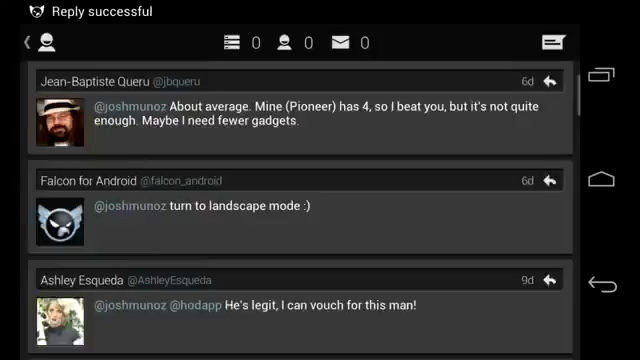 Reply successful
0 0 0
Jean-Baptiste Queru @jbqueru 6d
@joshmunoz About average. Mine (Pioneer) has 4, so I beat you, but it's not quite
enough. Maybe I need fewer gadgets.
Falcon for Android @falcon_android 6d
@joshmunoz turn to landscape mode :)
Ashley Esqueda @AshleyEsqueda 9d
@joshmunoz @hodapp He's legit, I can vouch for this man!